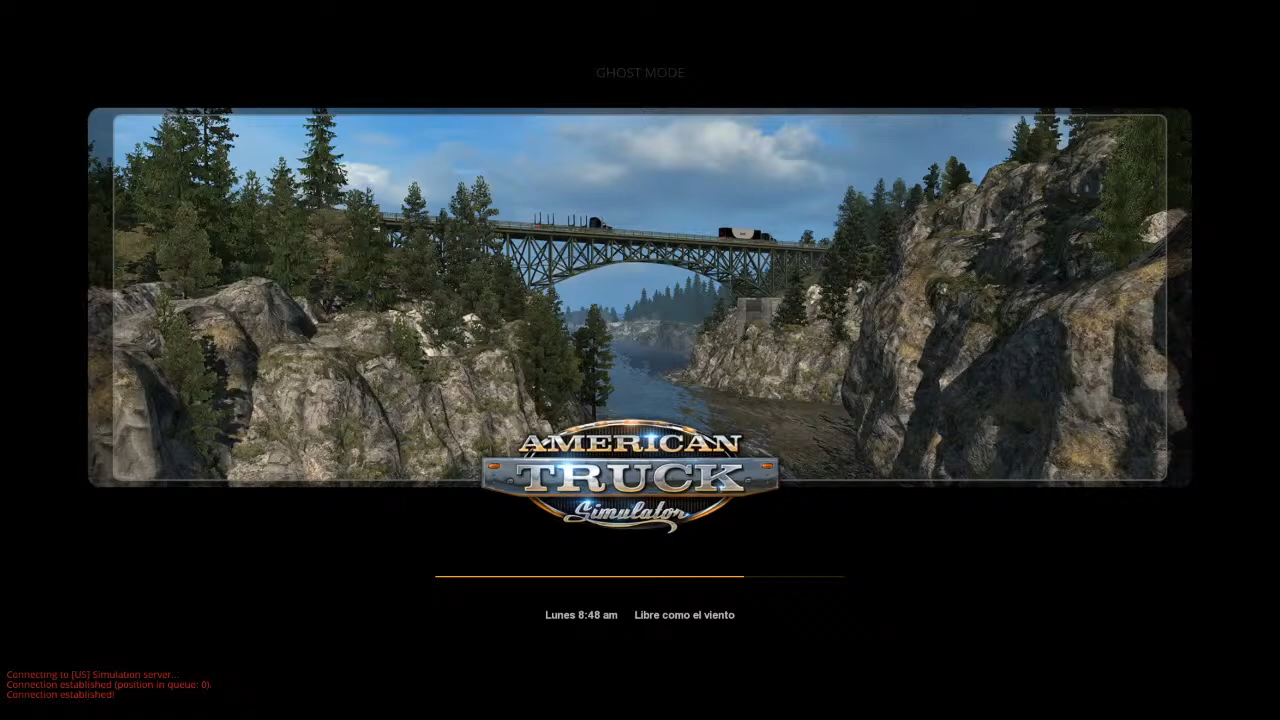 GHOST MODE
AMERICAN
TRUCK
Simulator
Lunes 8:48 am Libre como el viento
Connecting to [US] Simulation server...
Connection established (position in queue: 0).
Connection established!